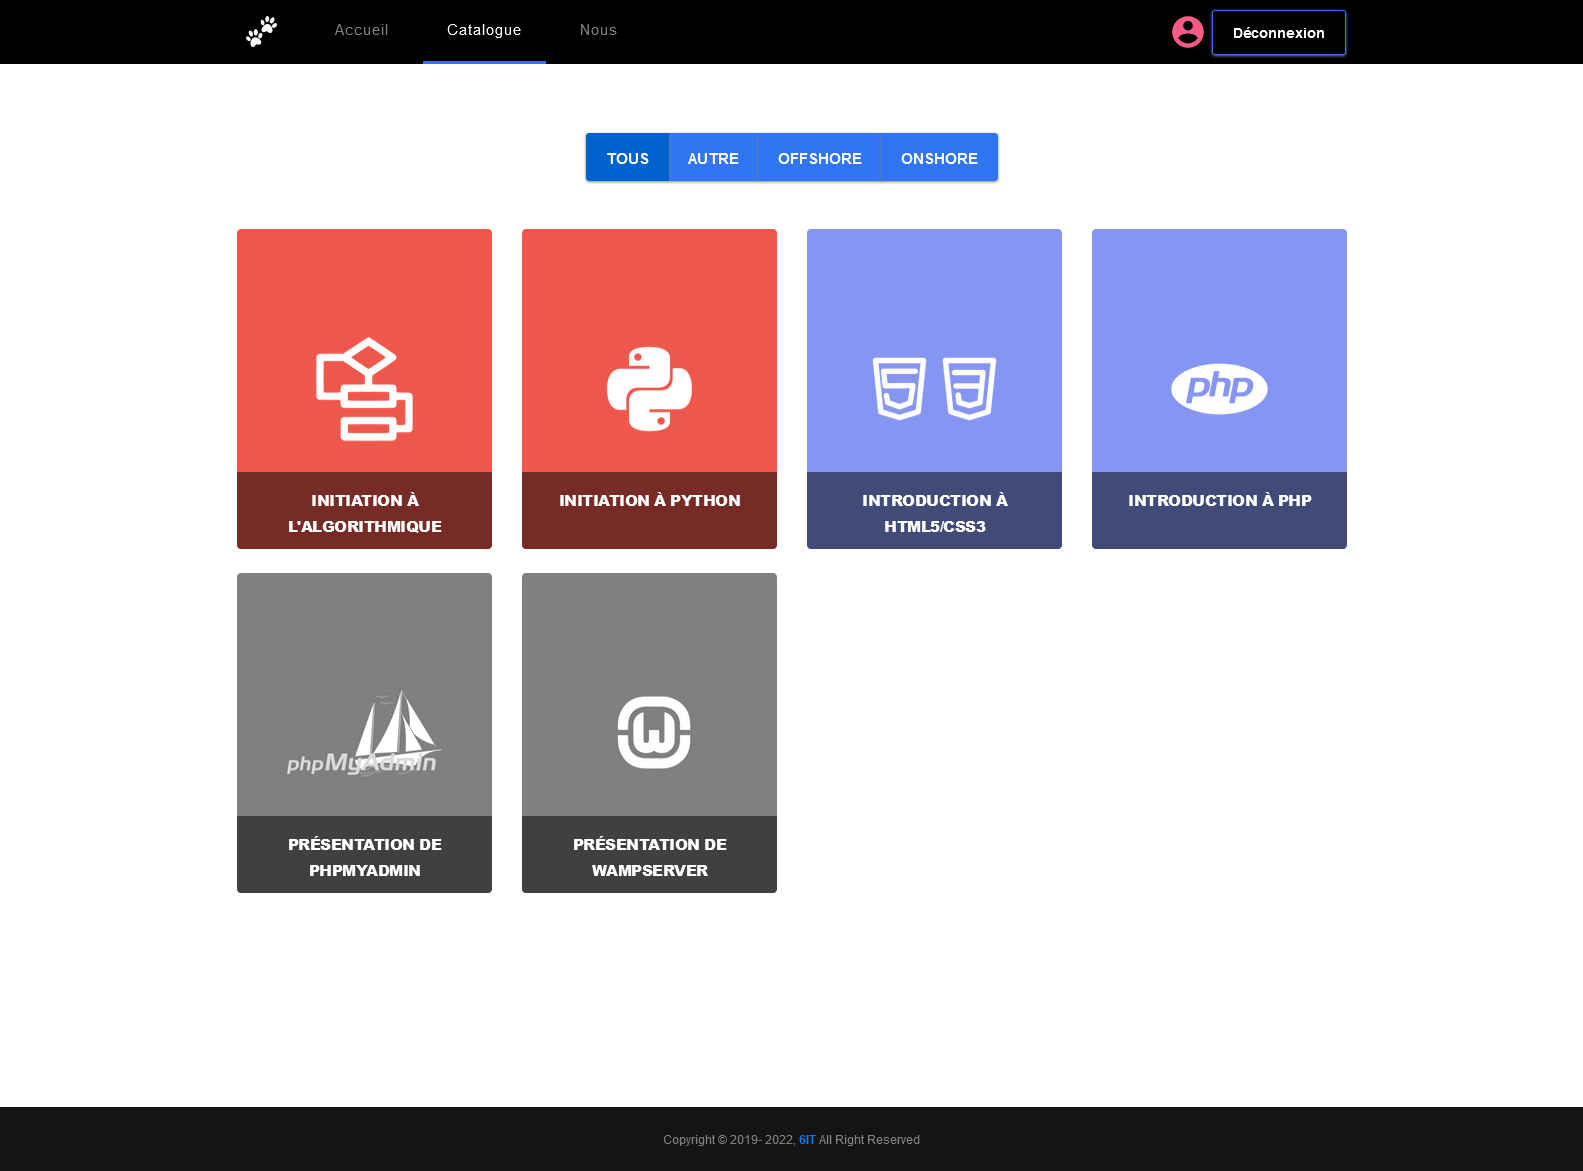 Accueil
Catalogue
Nous
Déconnexion
TOUS
AUTRE
OFFSHORE
ONSHORE
INITIATION À
L'ALGORITHMIQUE
INITIATION À PYTHON
INTRODUCTION À
HTML5/CSS3
php
INTRODUCTION À PHP
phpMyAdmin
PRÉSENTATION DE
PHPMYADMIN
W
PRÉSENTATION DE
WAMPSERVER
Copyright © 2019- 2022, 6IT All Right Reserved